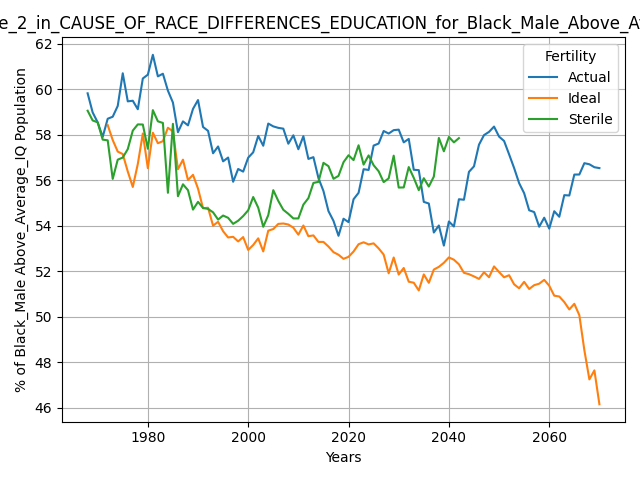 e_2_in_CAUSE_OF_RACE_DIFFERENCES_EDUCATION_for_Black_Male_Above_A
62
60
58
56
54
52
50
48
46
% of Black_Male Above_Average_IQ Population
Fertility
Actual
Ideal
Sterile
1980
2000
2020
2040
2060
Years